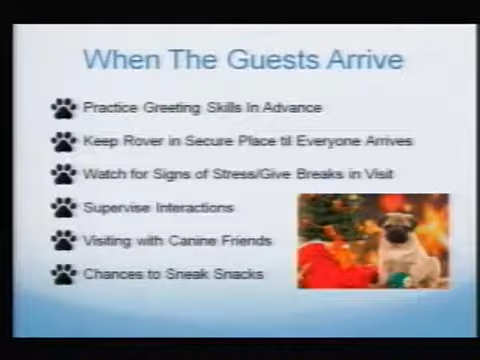 When The Guests Arrive
Practice Greeting Skills In Advance
Keep Rover in Secure Place til Everyone Arrives
Watch for Signs of Stress/Give Breaks in Visit
Supervise Interactions
Visiting with Canine Friends
Chances to Sneak Snacks